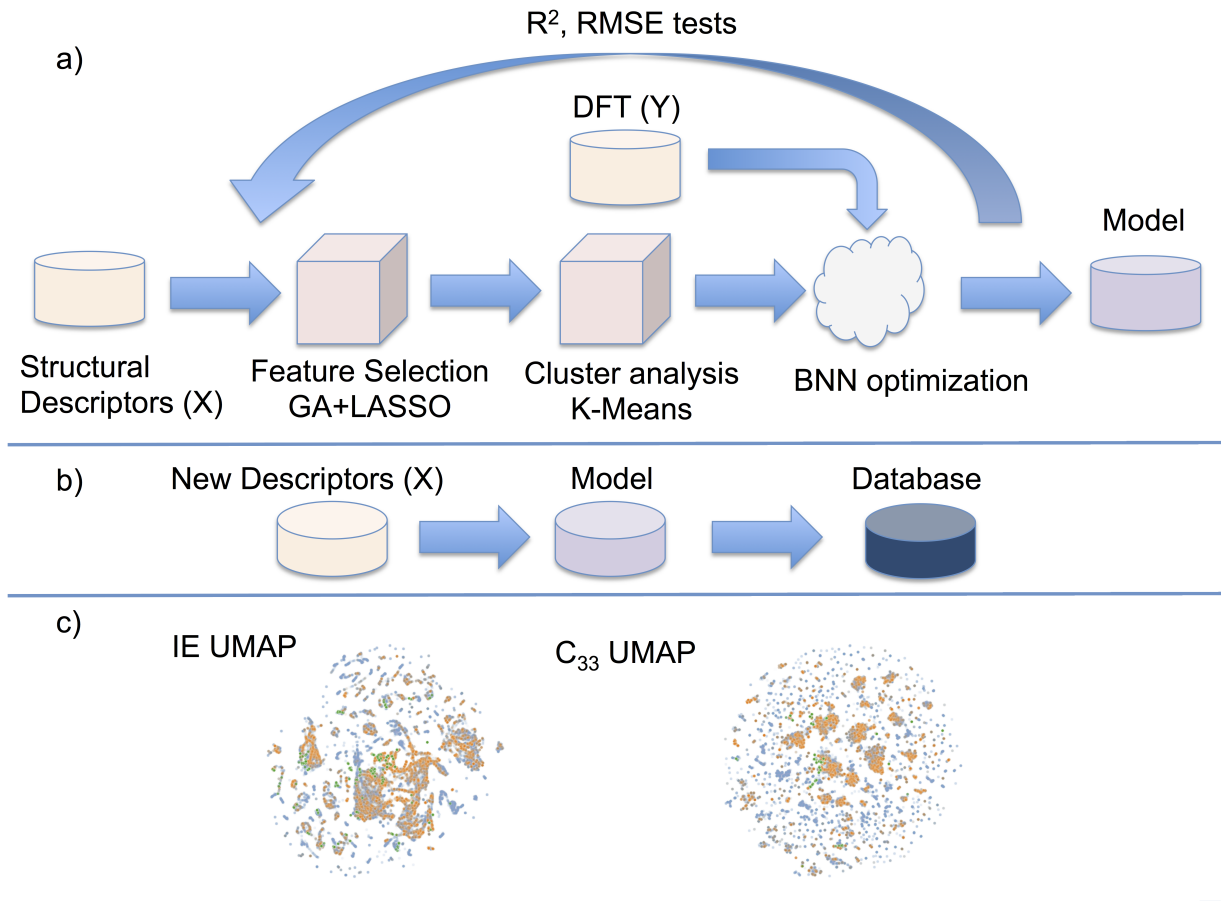 R², RMSE tests
a)
DFT (Y)
Model
Structural
Descriptors (X)
Feature Selection
GA+LASSO
Cluster analysis
K-Means
BNN optimization
b)
New Descriptors (X)
Model
Database
c)
IE UMAP
C₃₃ UMAP